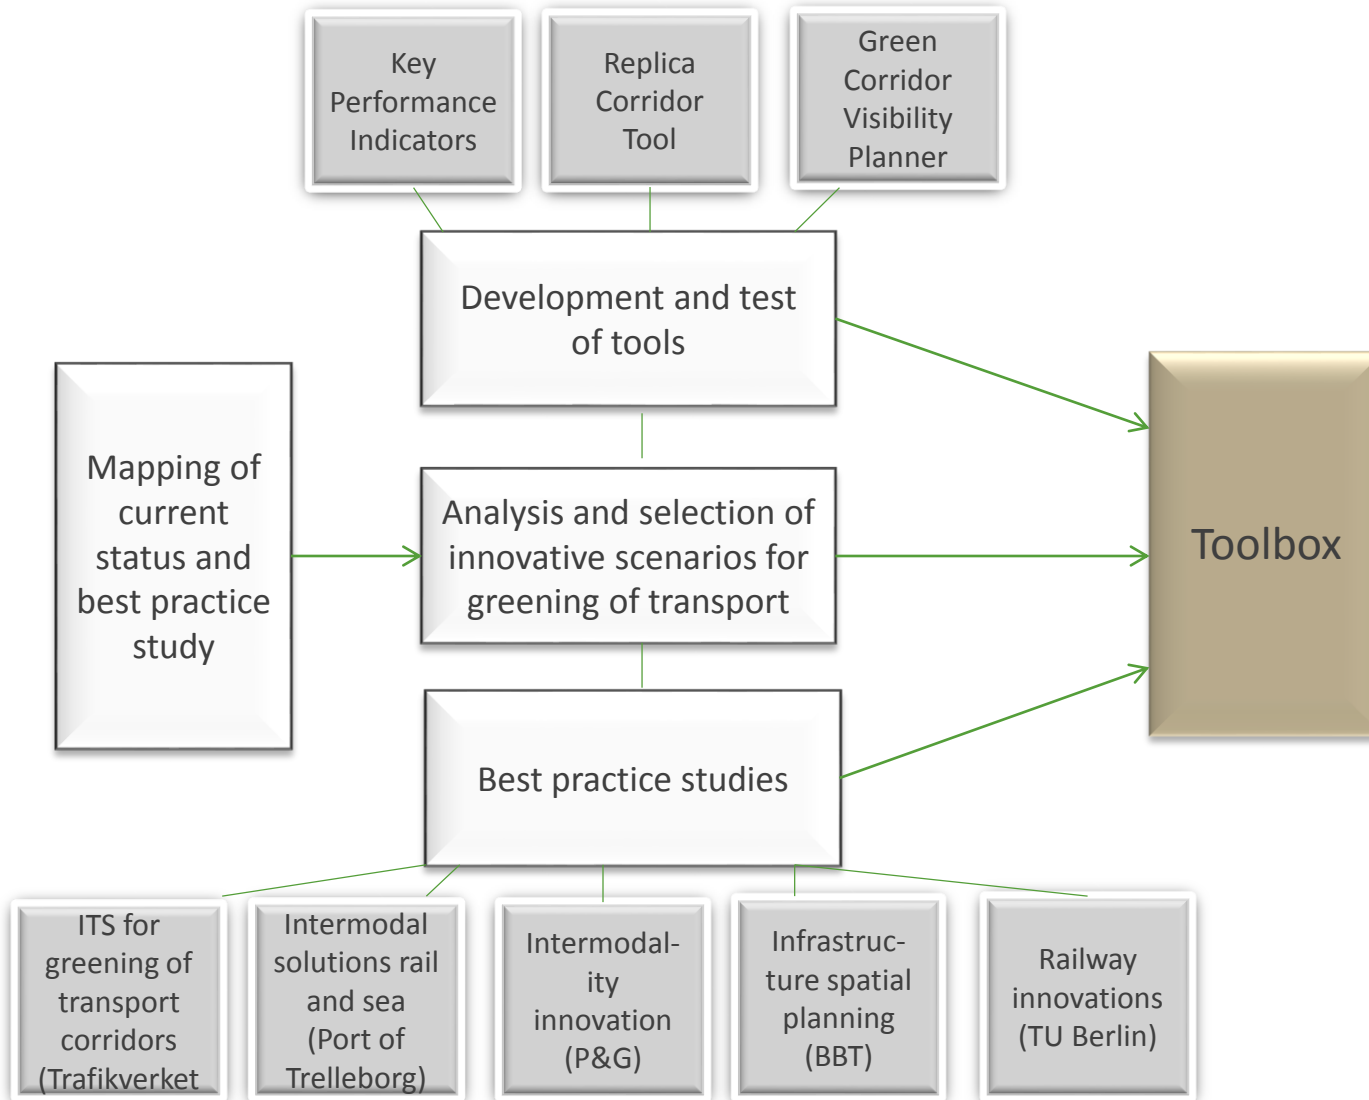 Key
Performance
Indicators
Replica
Corridor
Tool
Green
Corridor
Visibility
Planner
Development and test
of tools
Mapping of
current
status and
best practice
study
Analysis and selection of
innovative scenarios for
greening of transport
Toolbox
Best practice studies
ITS for
greening of
transport
corridors
(Trafikverket
Intermodal
solutions rail
and sea
(Port of
Trelleborg)
Intermodal-
ity
innovation
(P&G)
Infrastruc-
ture spatial
planning
(BBT)
Railway
innovations
(TU Berlin)